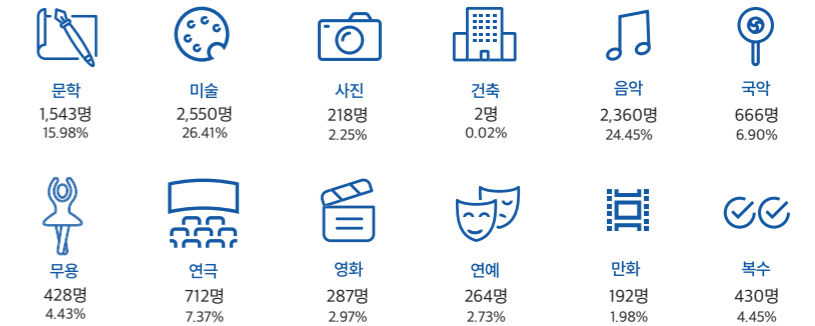 문학 미술 사진 건축 음악 국악
1,543명 2,550명 218명 2명 2,360명 666명
15.98% 26.41% 2.25% 0.02% 24.45% 6.90%
무용 연극 영화 연예 만화 복수
428명 712명 287명 264명 192명 430명
4.43% 7.37% 2.97% 2.73% 1.98% 4.45%